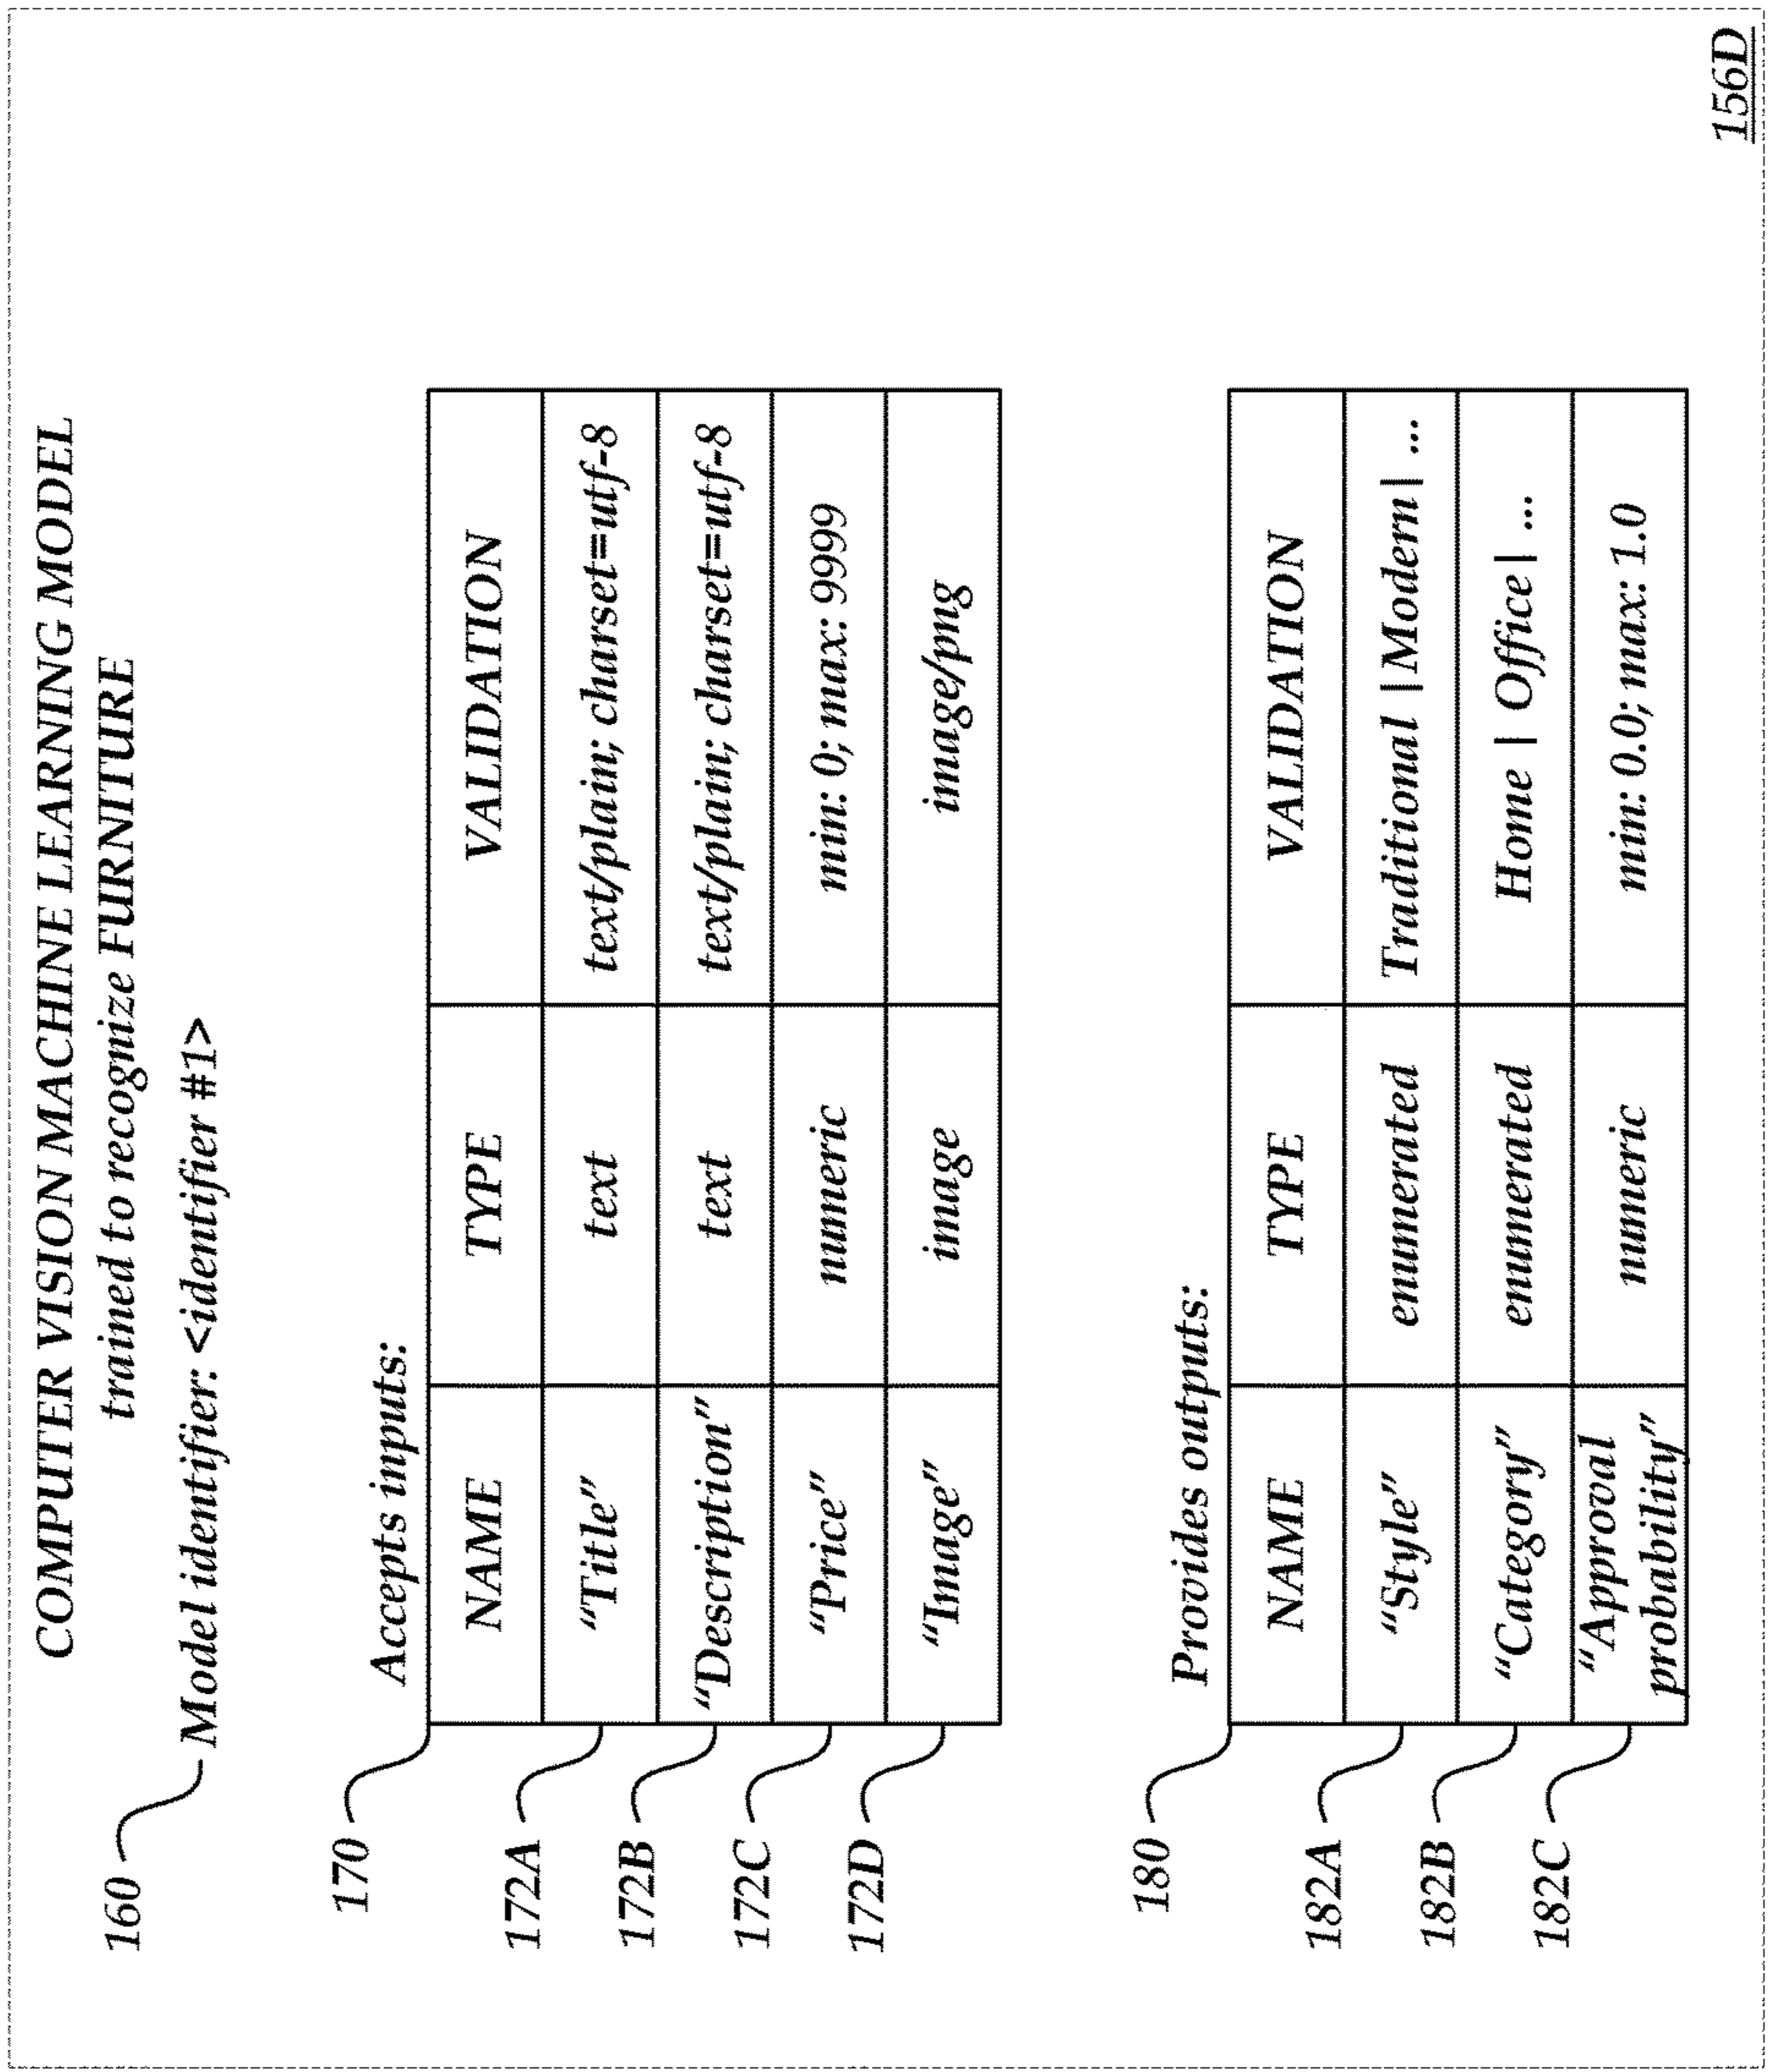 COMPUTER VISION MACHINE LEARNING MODEL
trained to recognize FURNITURE
160
Model identifier: <identifier #1>
Accepts inputs:
170
NAME TYPE VALIDATION
172A “Title” text text/plain; charset=utf-8
172B “Description” text text/plain; charset=utf-8
172C “Price” numeric min: 0; max: 9999
172D “Image” image image/png
Provides outputs:
180
NAME TYPE VALIDATION
182A “Style” enumerated Traditional |Modern| ...
182B “Category” enumerated Home | Office| ...
182C “Approval probability” numeric min: 0.0; max: 1.0
156D